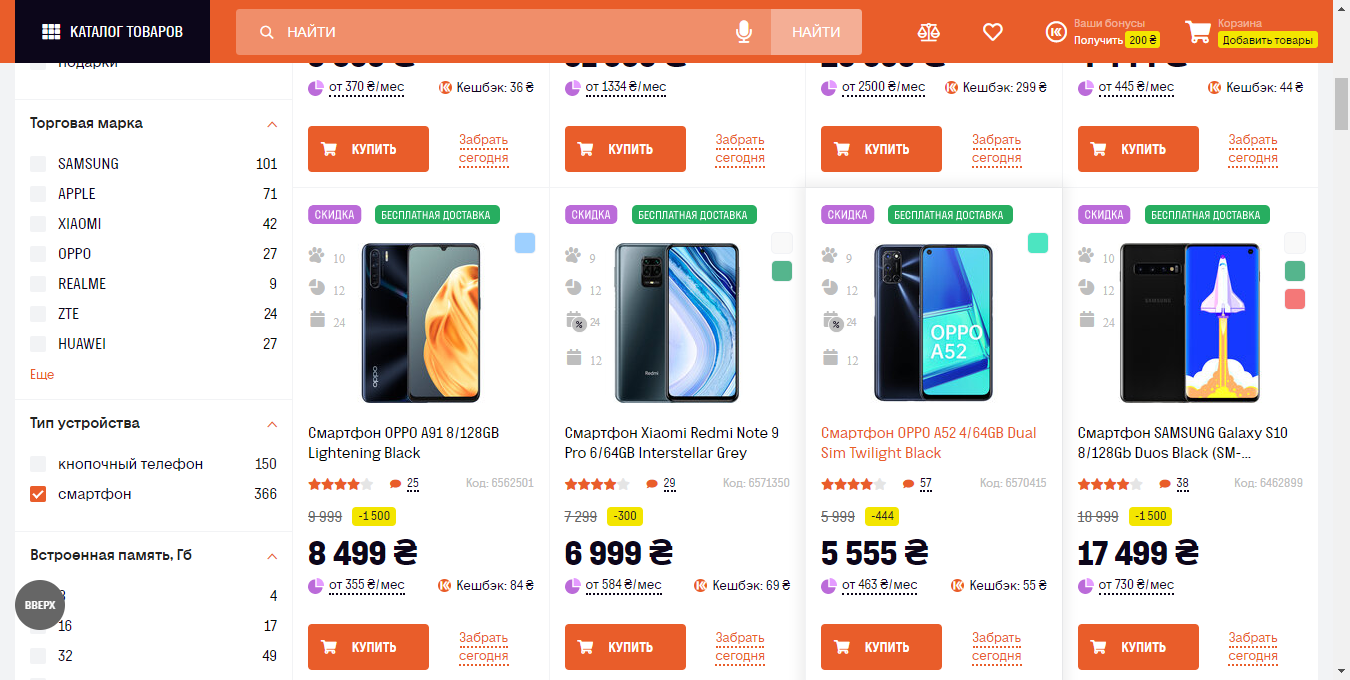 КАТАЛОГ ТОВАРОВ
НАЙТИ
НАЙТИ
Ваши бонусы
Получить 200 ₴
Корзина
Добавить товары
подарки
Торговая марка
SAMSUNG 101
APPLE 71
XIAOMI 42
OPPO 27
REALME 9
ZTE 24
HUAWEI 27
Еще
Тип устройства
кнопочный телефон 150
смартфон 366
Встроенная память, Гб
8 4
16 17
32 49
ВВЕРХ
от 370 ₴/мес Кешбэк: 36 ₴
КУПИТЬ
Забрать
сегодня
от 1334 ₴/мес
КУПИТЬ
Забрать
сегодня
от 2500 ₴/мес Кешбэк: 299 ₴
КУПИТЬ
Забрать
сегодня
от 445 ₴/мес Кешбэк: 44 ₴
КУПИТЬ
Забрать
сегодня
СКИДКА БЕСПЛАТНАЯ ДОСТАВКА
10
12
24
oppo
Смартфон OPPO A91 8/128GB
Lightening Black
25 Код: 6562501
9 999 -1 500
8 499 ₴
от 355 ₴/мес Кешбэк: 84 ₴
КУПИТЬ
Забрать
сегодня
СКИДКА БЕСПЛАТНАЯ ДОСТАВКА
9
12
% 24
12
Redmi
Смартфон Xiaomi Redmi Note 9
Pro 6/64GB Interstellar Grey
29 Код: 6571350
7 299 -300
6 999 ₴
от 584 ₴/мес Кешбэк: 69 ₴
КУПИТЬ
Забрать
сегодня
СКИДКА БЕСПЛАТНАЯ ДОСТАВКА
9
12
% 24
12
OPPO
A52
Смартфон OPPO A52 4/64GB Dual
Sim Twilight Black
57 Код: 6570415
5 999 -444
5 555 ₴
от 463 ₴/мес Кешбэк: 55 ₴
КУПИТЬ
Забрать
сегодня
СКИДКА БЕСПЛАТНАЯ ДОСТАВКА
10
12
24
SAMSUNG
Смартфон SAMSUNG Galaxy S10
8/128Gb Duos Black (SM-...
38 Код: 6462899
18 999 -1 500
17 499 ₴
от 730 ₴/мес
КУПИТЬ
Забрать
сегодня